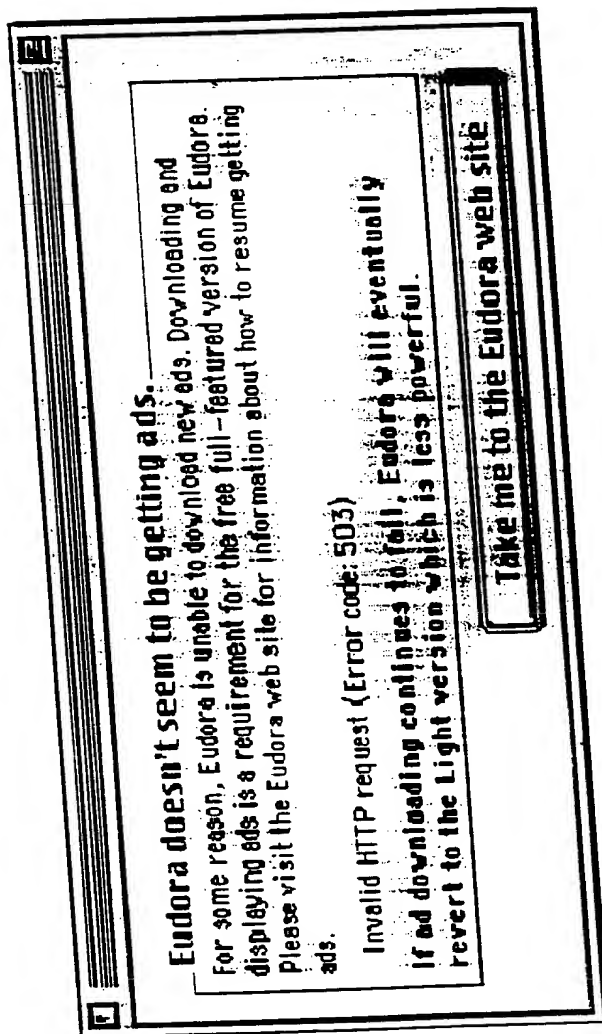 Eudora doesn't seem to be getting ads.
For some reason, Eudora is unable to download new ads. Downloading and
displaying ads is a requirement for the free full-featured version of Eudora.
Please visit the Eudora web site for information about how to resume getting
ads.
Invalid HTTP request (Error code: 503)
If ad downloading continues to fail, Eudora will eventually
revert to the Light version which is less powerful.
Take me to the Eudora web site